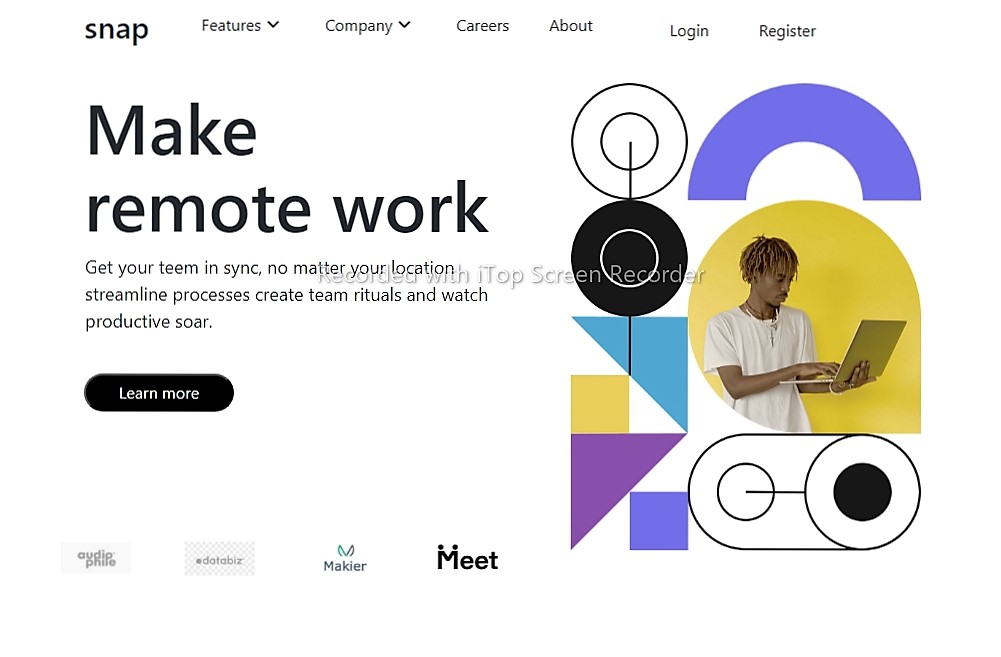 snap
Features
Company
Careers
About
Login
Register
Make
remote work
Get your teem in sync, no matter your location
streamline processes create team rituals and watch
productive soar.
Recorded with iTop Screen Recorder
Learn more
audio
phile
databiz
Makier
Meet